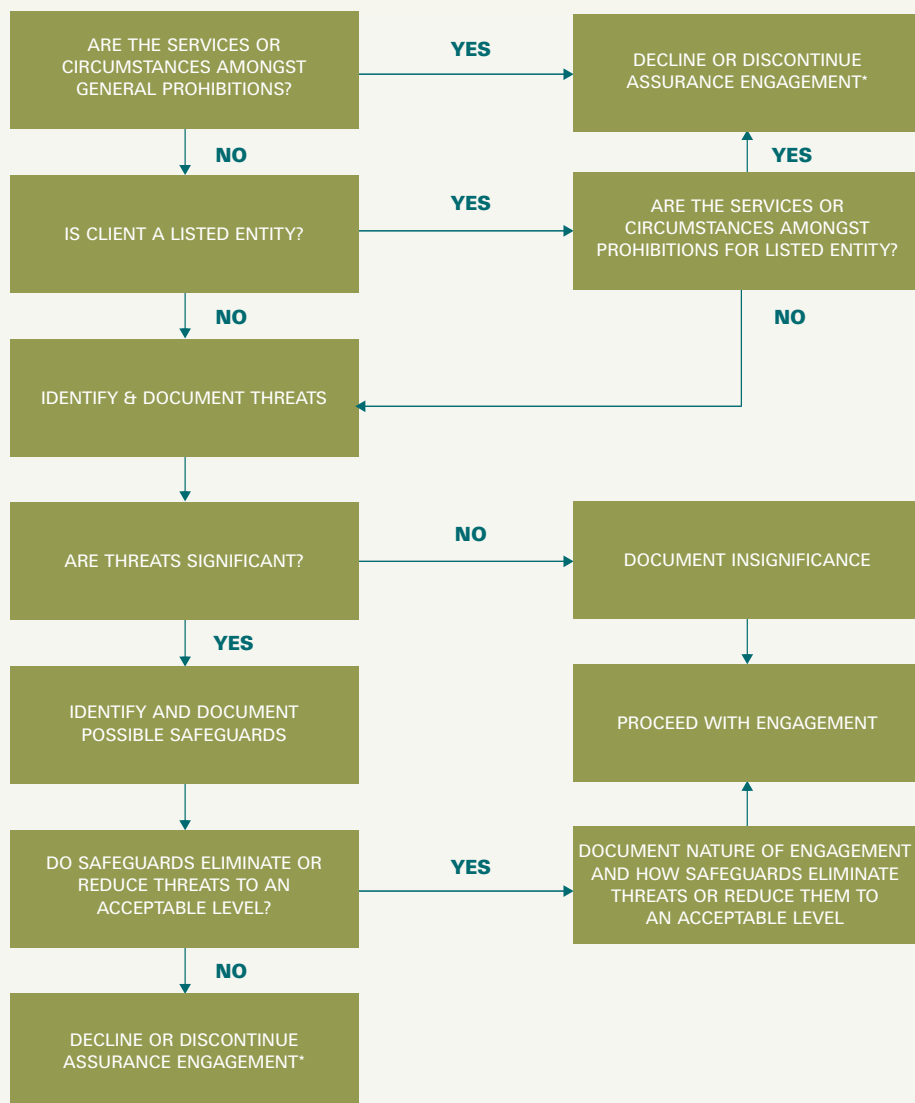 ARE THE SERVICES OR
CIRCUMSTANCES AMONGST
GENERAL PROHIBITIONS?
YES
DECLINE OR DISCONTINUE
ASSURANCE ENGAGEMENT*
NO
YES
IS CLIENT A LISTED ENTITY?
YES
ARE THE SERVICES OR
CIRCUMSTANCES AMONGST
PROHIBITIONS FOR LISTED ENTITY?
NO
NO
IDENTIFY & DOCUMENT THREATS
ARE THREATS SIGNIFICANT?
NO
DOCUMENT INSIGNIFICANCE
YES
IDENTIFY AND DOCUMENT
POSSIBLE SAFEGUARDS
PROCEED WITH ENGAGEMENT
DO SAFEGUARDS ELIMINATE OR
REDUCE THREATS TO AN
ACCEPTABLE LEVEL?
YES
DOCUMENT NATURE OF ENGAGEMENT
AND HOW SAFEGUARDS ELIMINATE
THREATS OR REDUCE THEM TO
AN ACCEPTABLE LEVEL
NO
DECLINE OR DISCONTINUE
ASSURANCE ENGAGEMENT*